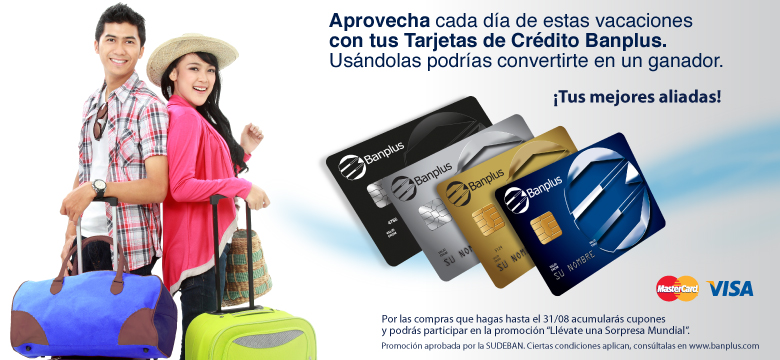 Aprovecha cada día de estas vacaciones
con tus Tarjetas de Crédito Banplus.
Usándolas podrías convertirte en un ganador.
¡Tus mejores aliadas!
Banplus
Banplus
Banplus
Banplus
SU NO
SU NOM
SU NOMBRE
MasterCard
VISA
Por las compras que hagas hasta el 31/08 acumularás cupones
y podrás participar en la promoción “Llévate una Sorpresa Mundial”.
Promoción aprobada por la SUDEBAN. Ciertas condiciones aplican, consúltalas en www.banplus.com